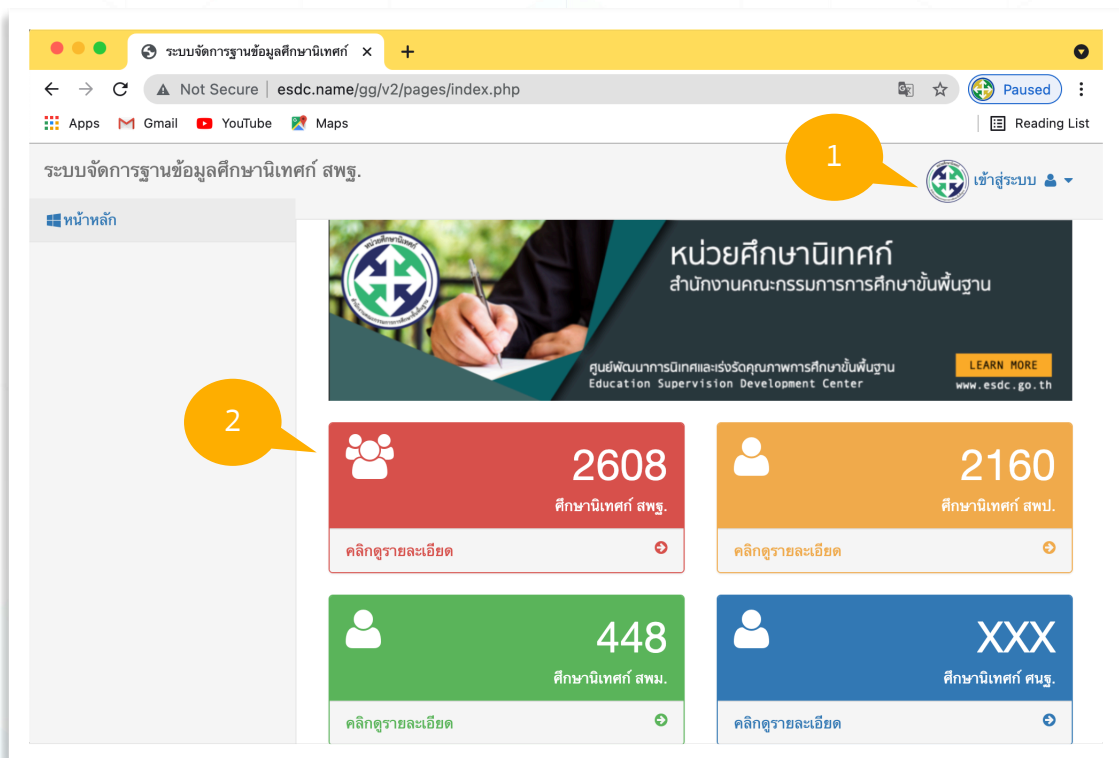 ระบบจัดการฐานข้อมูลศึกษานิเทศก์
Not Secure | esdc.name/gg/v2/pages/index.php
Paused
Apps
Gmail
YouTube
Maps
Reading List
ระบบจัดการฐานข้อมูลศึกษานิเทศก์ สพฐ.
1
เข้าสู่ระบบ
หน้าหลัก
หน่วยศึกษานิเทศก์
สำนักงานคณะกรรมการการศึกษาขั้นพื้นฐาน
ศูนย์พัฒนาการนิเทศและเร่งรัดคุณภาพการศึกษาขั้นพื้นฐาน
Education Supervision Development Center
LEARN MORE
www.esdc.go.th
2
2608
ศึกษานิเทศก์ สพฐ.
คลิกดูรายละเอียด
2160
ศึกษานิเทศก์ สพป.
คลิกดูรายละเอียด
448
ศึกษานิเทศก์ สพม.
คลิกดูรายละเอียด
XXX
ศึกษานิเทศก์ ศนฐ.
คลิกดูรายละเอียด